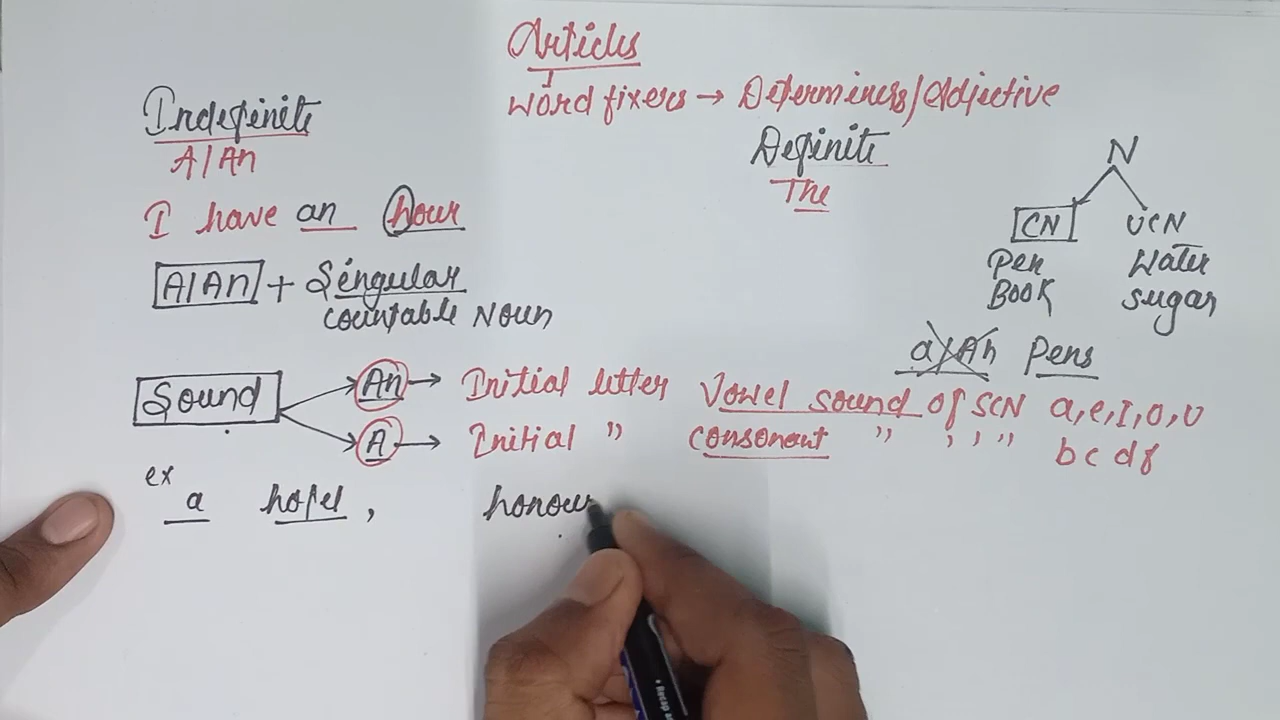 Articles
word fixers → Determiners/Adjective
Indefinite
A/An
Definite
The
I have an hour
A/An + Singular
countable Noun
N
CN UCN
Pen Water
Book Sugar
a/An Pens
Sound
An → Initial letter Vowel sound of SCN a, e, I, O, U
A → Initial " consonant " " " " b c d f
ex
a hotel, honour